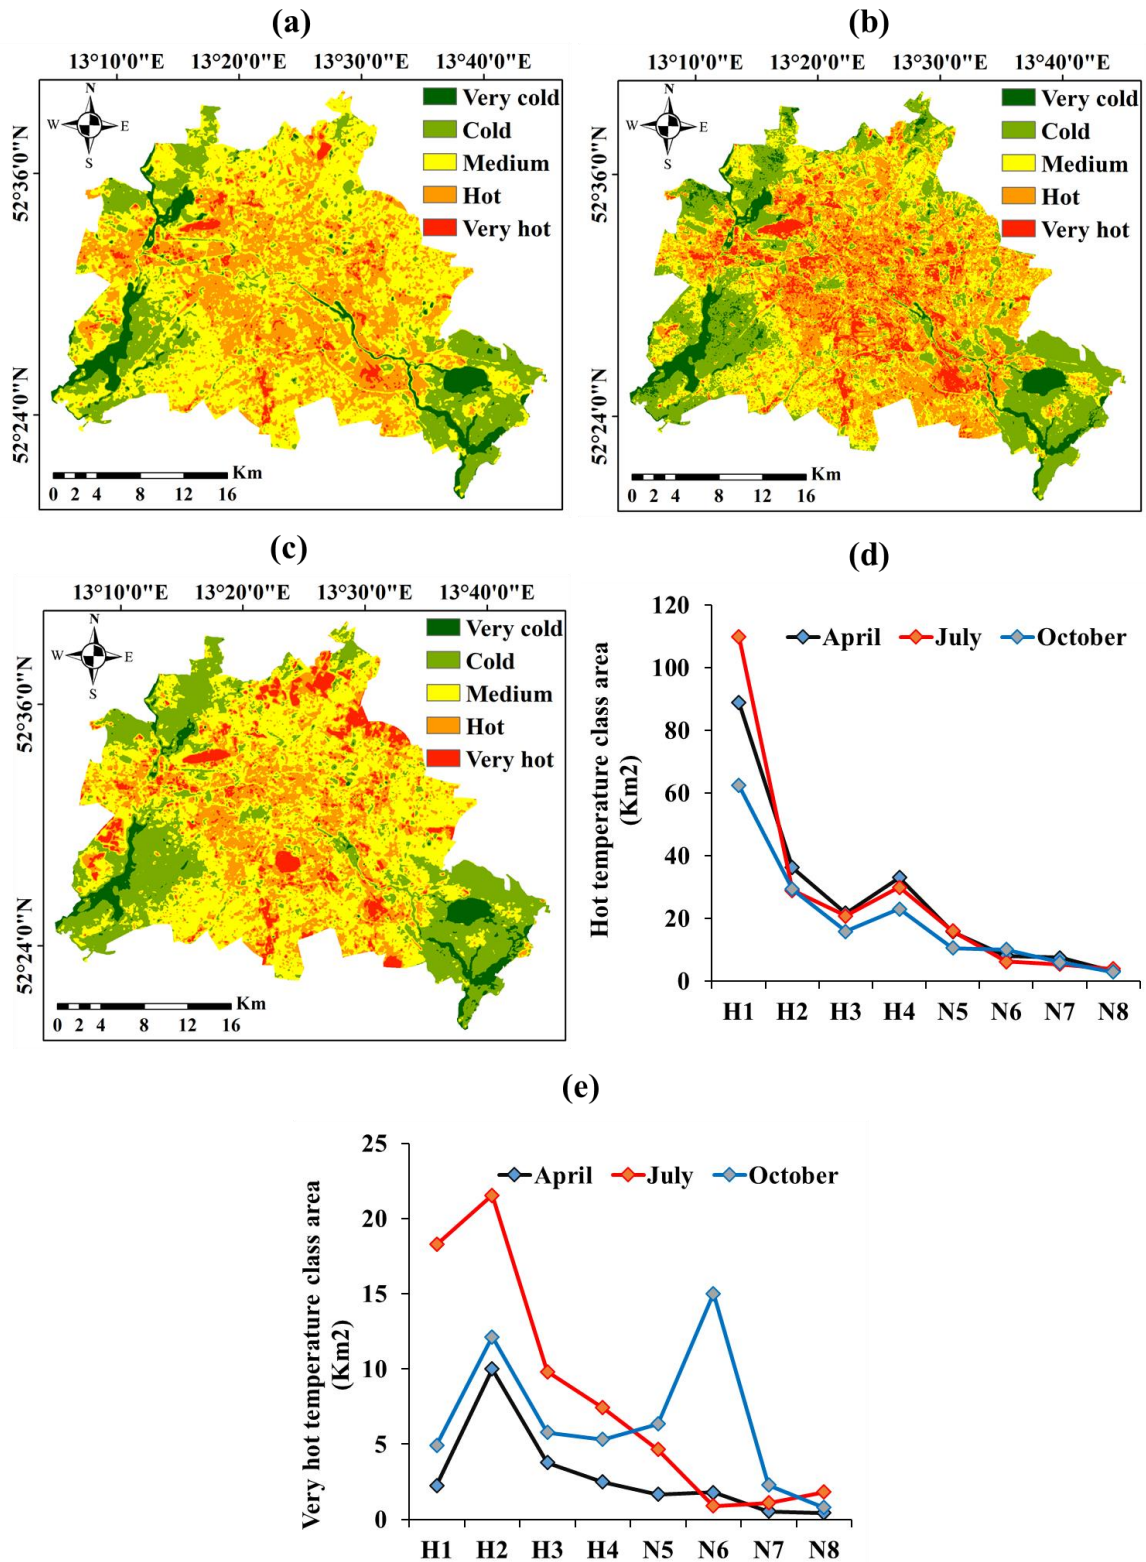 (a)
13°10'0"E 13°20'0"E 13°30'0"E 13°40'0"E
52°36'0"N
52°24'0"N
N
W E
S
Very cold
Cold
Medium
Hot
Very hot
Km
0 2 4 8 12 16
(b)
13°10'0"E 13°20'0"E 13°30'0"E 13°40'0"E
52°36'0"N
52°24'0"N
N
W E
S
Very cold
Cold
Medium
Hot
Very hot
Km
0 2 4 8 12 16
(c)
13°10'0"E 13°20'0"E 13°30'0"E 13°40'0"E
52°36'0"N
52°24'0"N
N
W E
S
Very cold
Cold
Medium
Hot
Very hot
Km
0 2 4 8 12 16
(d)
Hot temperature class area
(Km2)
120
100
80
60
40
20
0
April July October
H1 H2 H3 H4 N5 N6 N7 N8
(e)
Very hot temperature class area
(Km2)
25
20
15
10
5
0
April July October
H1 H2 H3 H4 N5 N6 N7 N8